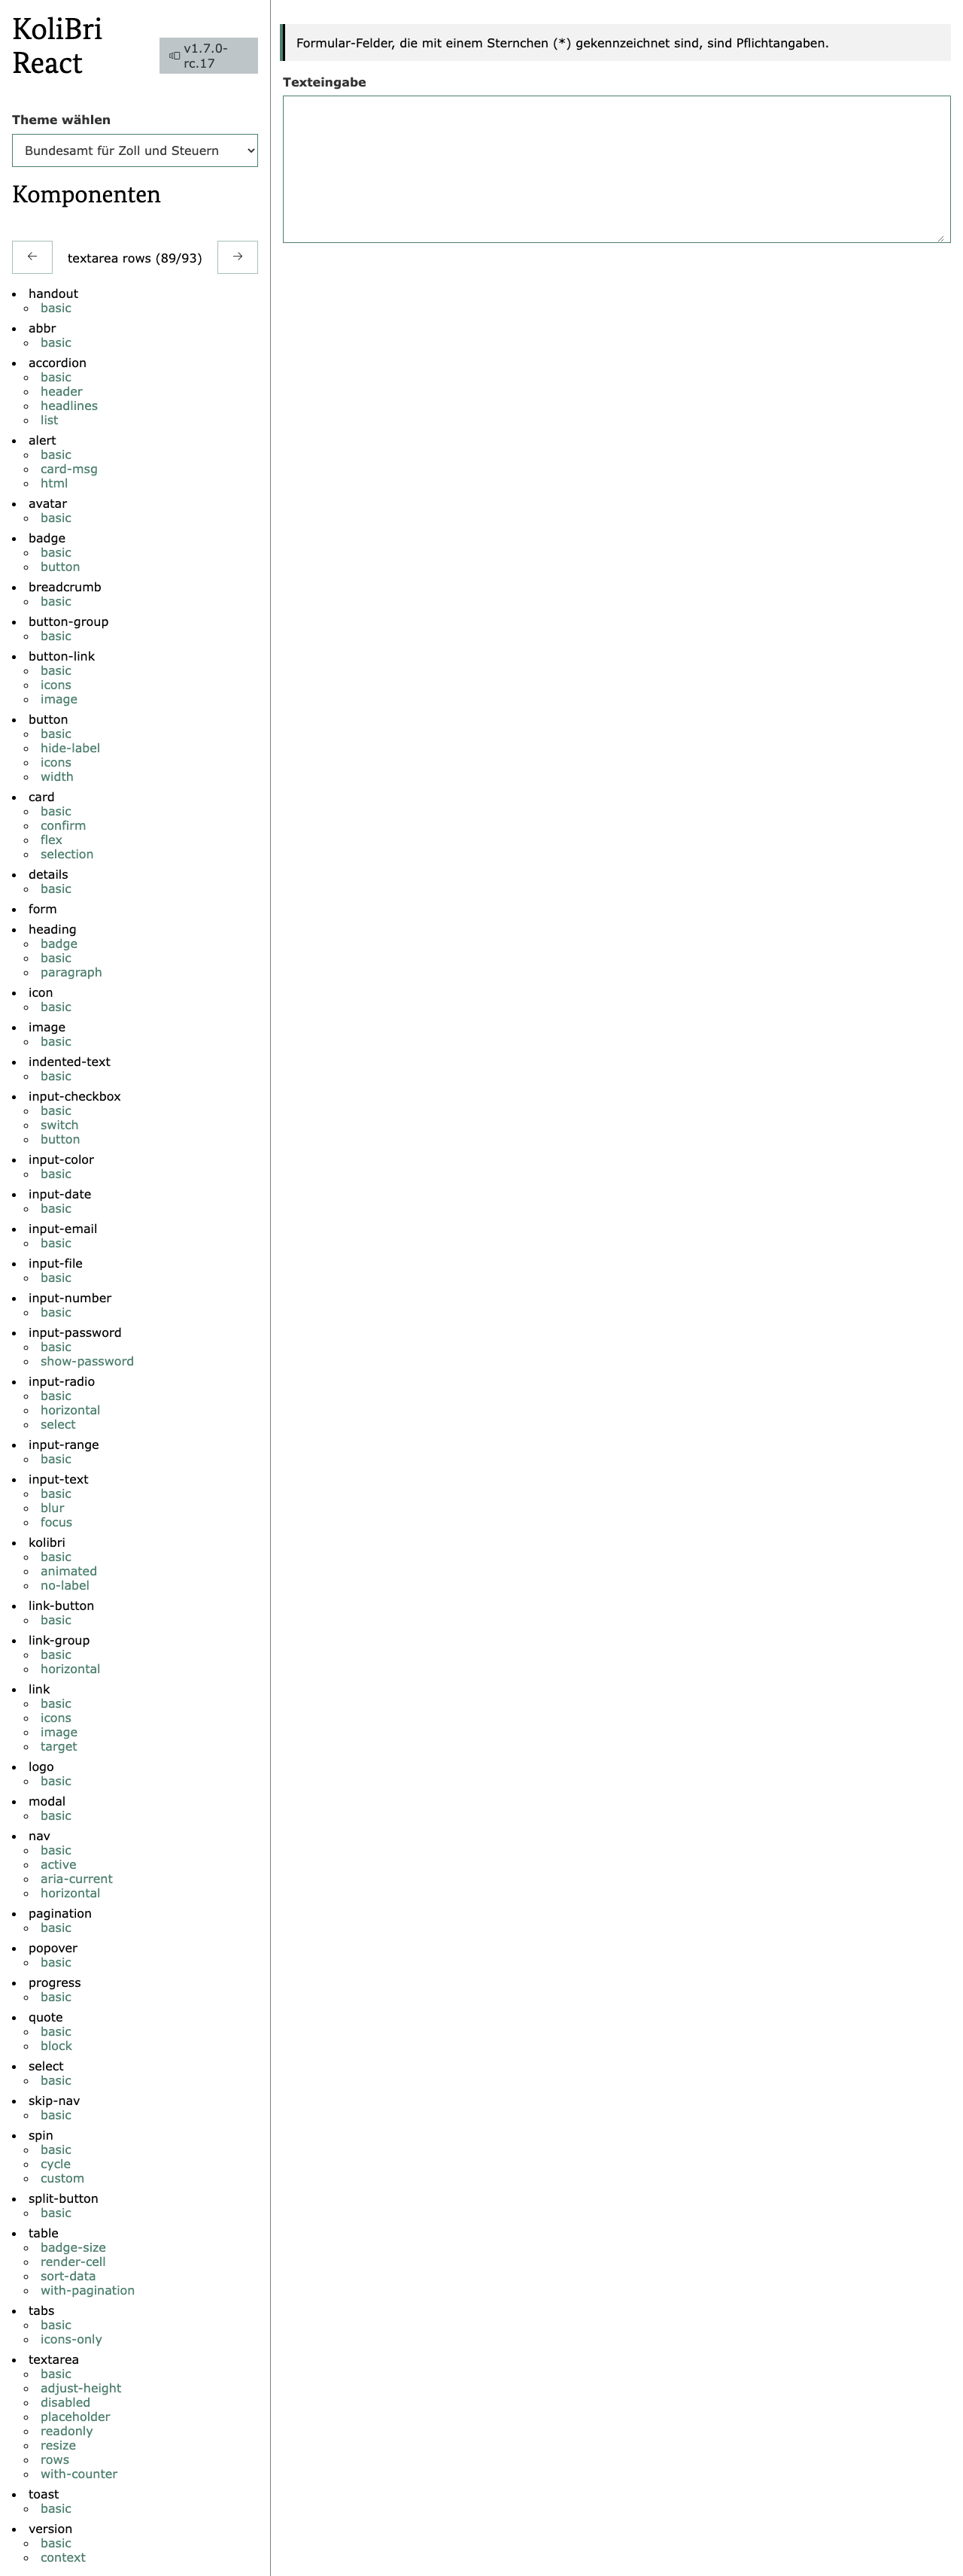 KoliBri
React
v1.7.0-
rc.17
Theme wählen
Bundesamt für Zoll und Steuern
Komponenten
← textarea rows (89/93) →
handout
basic
abbr
basic
accordion
basic
header
headlines
list
alert
basic
card-msg
html
avatar
basic
badge
basic
button
breadcrumb
basic
button-group
basic
button-link
basic
icons
image
button
basic
hide-label
icons
width
card
basic
confirm
flex
selection
details
basic
form
heading
badge
basic
paragraph
icon
basic
image
basic
indented-text
basic
input-checkbox
basic
switch
button
input-color
basic
input-date
basic
input-email
basic
input-file
basic
input-number
basic
input-password
basic
show-password
input-radio
basic
horizontal
select
input-range
basic
input-text
basic
blur
focus
kolibri
basic
animated
no-label
link-button
basic
link-group
basic
horizontal
link
basic
icons
image
target
logo
basic
modal
basic
nav
basic
active
aria-current
horizontal
pagination
basic
popover
basic
progress
basic
quote
basic
block
select
basic
skip-nav
basic
spin
basic
cycle
custom
split-button
basic
table
badge-size
render-cell
sort-data
with-pagination
tabs
basic
icons-only
textarea
basic
adjust-height
disabled
placeholder
readonly
resize
rows
with-counter
toast
basic
version
basic
context
Formular-Felder, die mit einem Sternchen (*) gekennzeichnet sind, sind Pflichtangaben.
Texteingabe